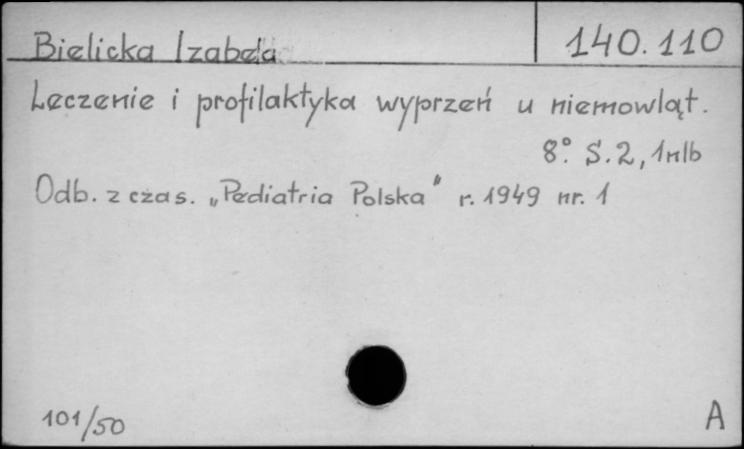 Bielicka Izabela 140.110
Leczenie i profilaktyka wyprzeń u niemowląt.
8°. S.2, 1nlb
Odb. z czas. „Pediatria Polska" r. 1949 nr. 1
101/50 A